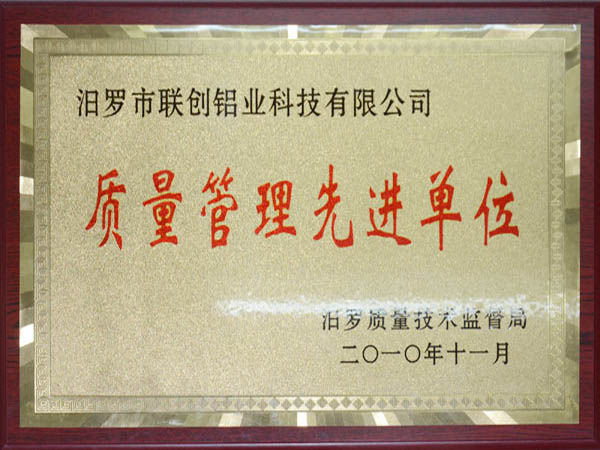 汨罗市联创铝业科技有限公司
质量管理先进单位
汨罗质量技术监督局
二〇一〇年十一月